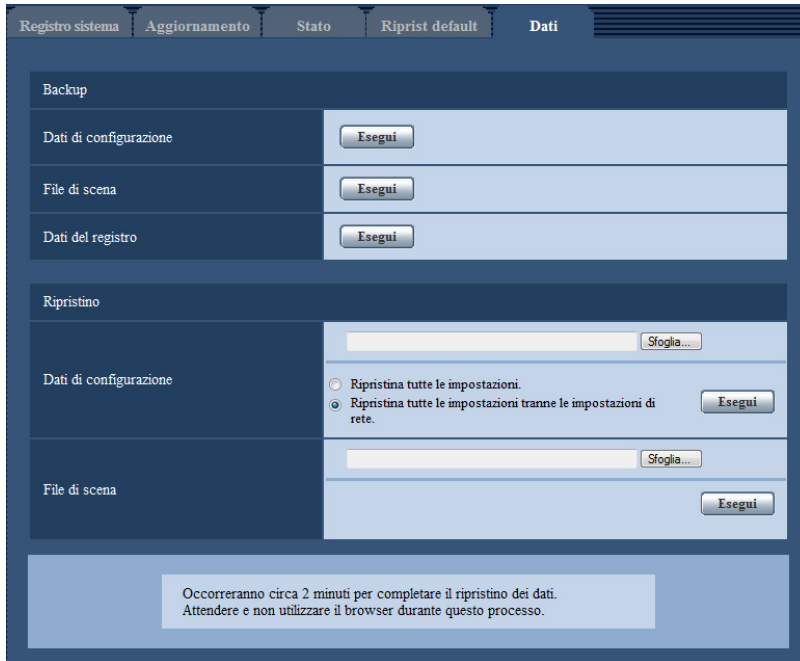 Registro sistema Aggiornamento Stato Riprist default Dati
Backup
Dati di configurazione Esegui
File di scena Esegui
Dati del registro Esegui
Ripristino
Sfoglia...
Dati di configurazione
Ripristina tutte le impostazioni.
Ripristina tutte le impostazioni tranne le impostazioni di
rete.
Esegui
Sfoglia...
File di scena
Esegui
Occorreranno circa 2 minuti per completare il ripristino dei dati.
Attendere e non utilizzare il browser durante questo processo.